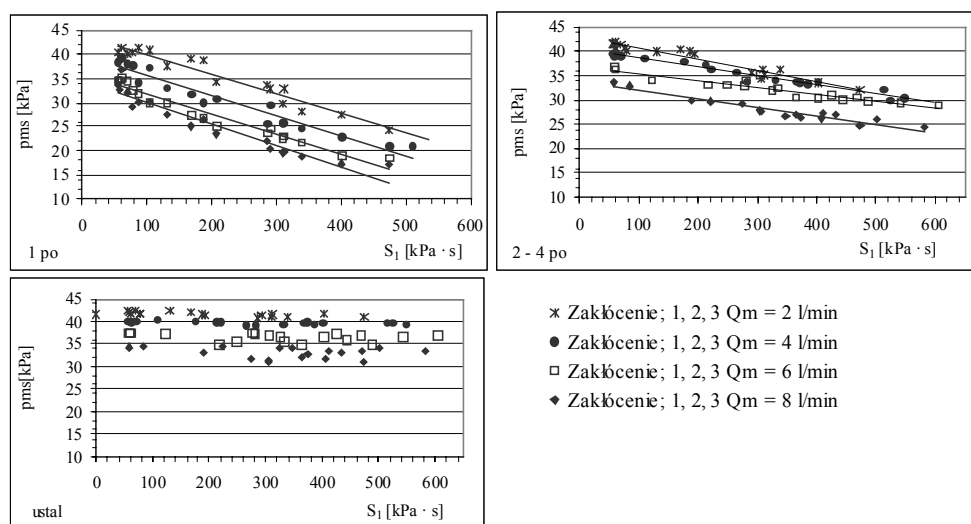 45
40
35
30
25
20
15
10
pms [kPa]
0 100 200 300 400 500 600
S1 [kPa · s]
1 po
45
40
35
30
25
20
15
10
pms [kPa]
0 100 200 300 400 500 600
S1 [kPa · s]
2 - 4 po
45
40
35
30
25
20
15
10
pms[kPa]
0 100 200 300 400 500 600
S1 [kPa · s]
ustal
Zakłócenie; 1, 2, 3 Qm = 2 l/min
Zakłócenie; 1, 2, 3 Qm = 4 l/min
Zakłócenie; 1, 2, 3 Qm = 6 l/min
Zakłócenie; 1, 2, 3 Qm = 8 l/min